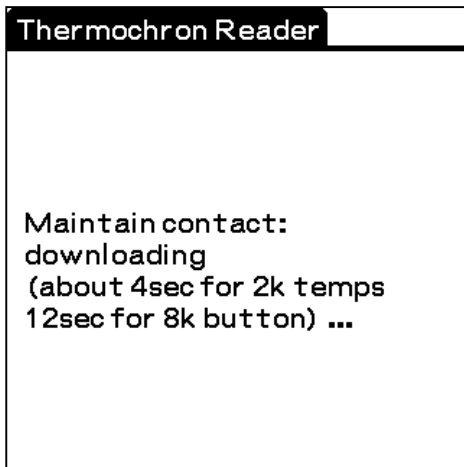 Thermochron Reader
Maintain contact:
downloading
(about 4sec for 2k temps
12sec for 8k button) ...